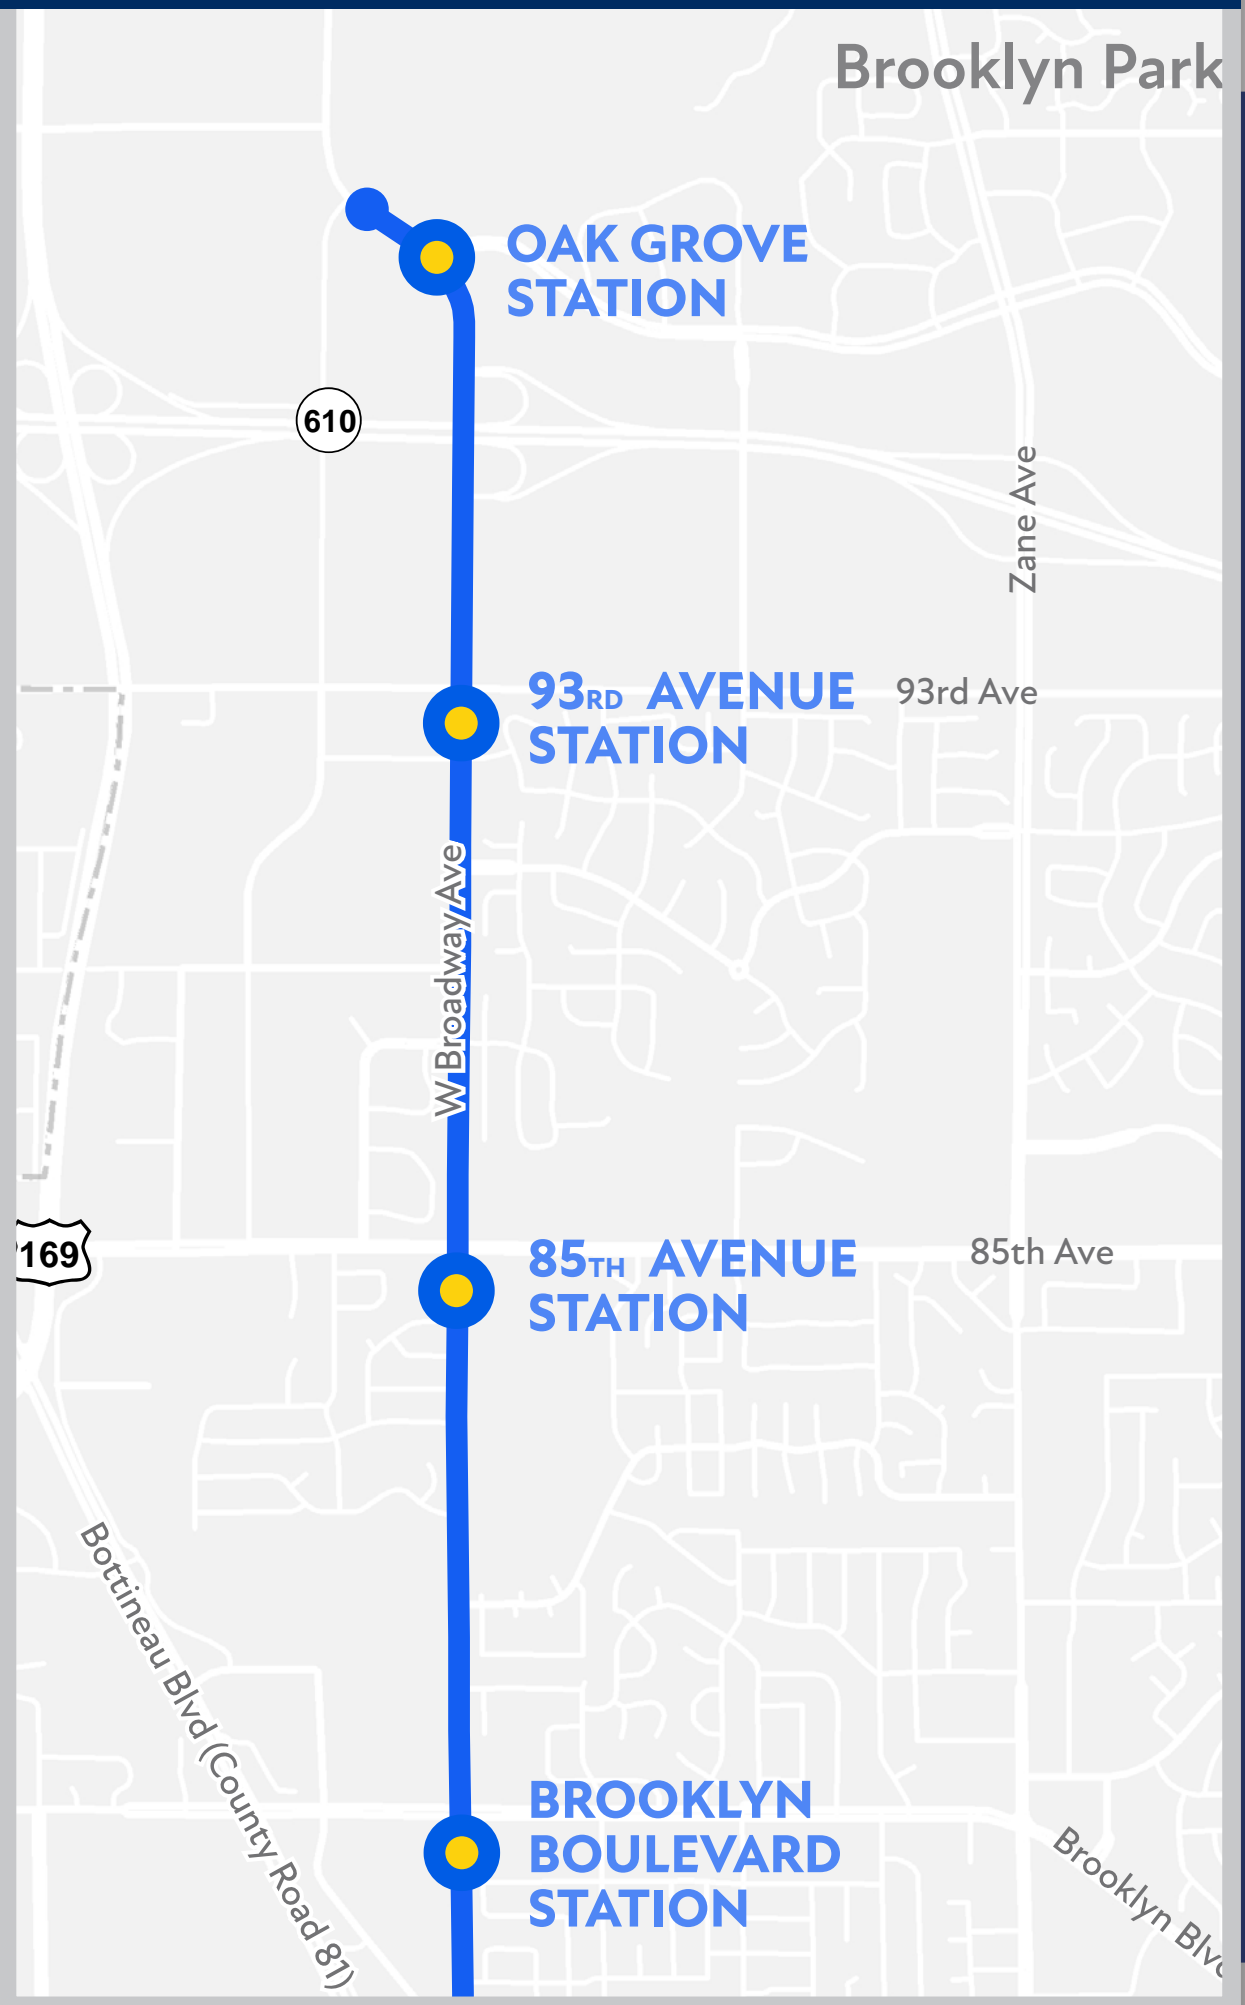 Brooklyn Park
OAK GROVE
STATION
610
Zane Ave
93RD AVENUE
STATION
93rd Ave
W Broadway Ave
169
85TH AVENUE
STATION
85th Ave
Bottineau Blvd (County Road 81)
BROOKLYN
BOULEVARD
STATION
Brooklyn Blvd